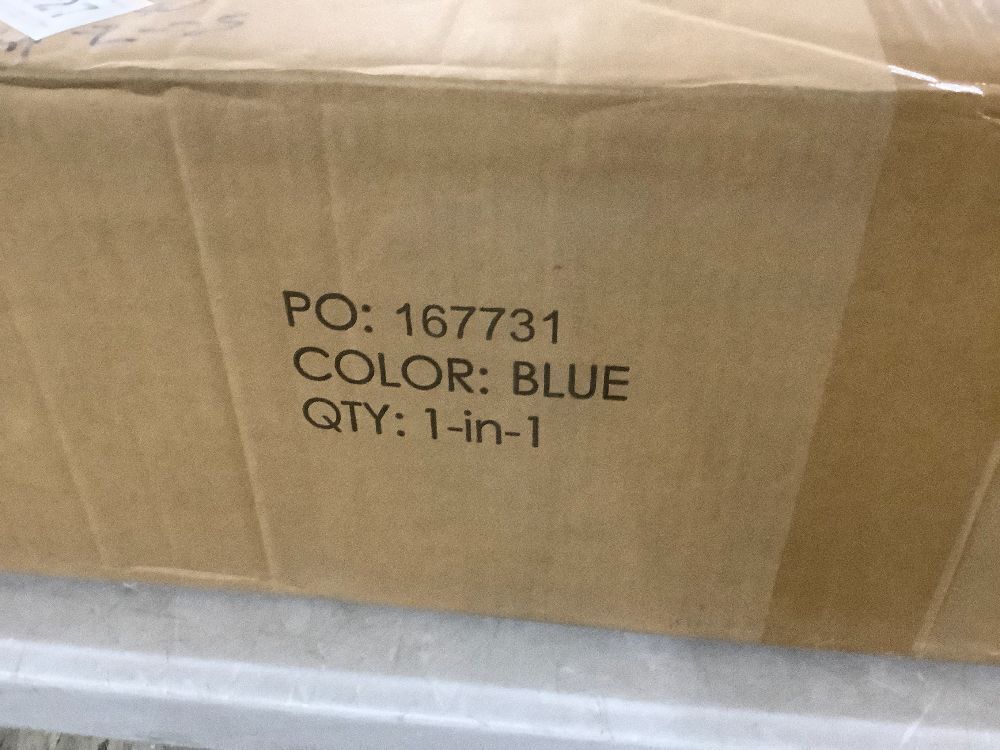 PO: 167731
COLOR: BLUE
QTY: 1-in-1